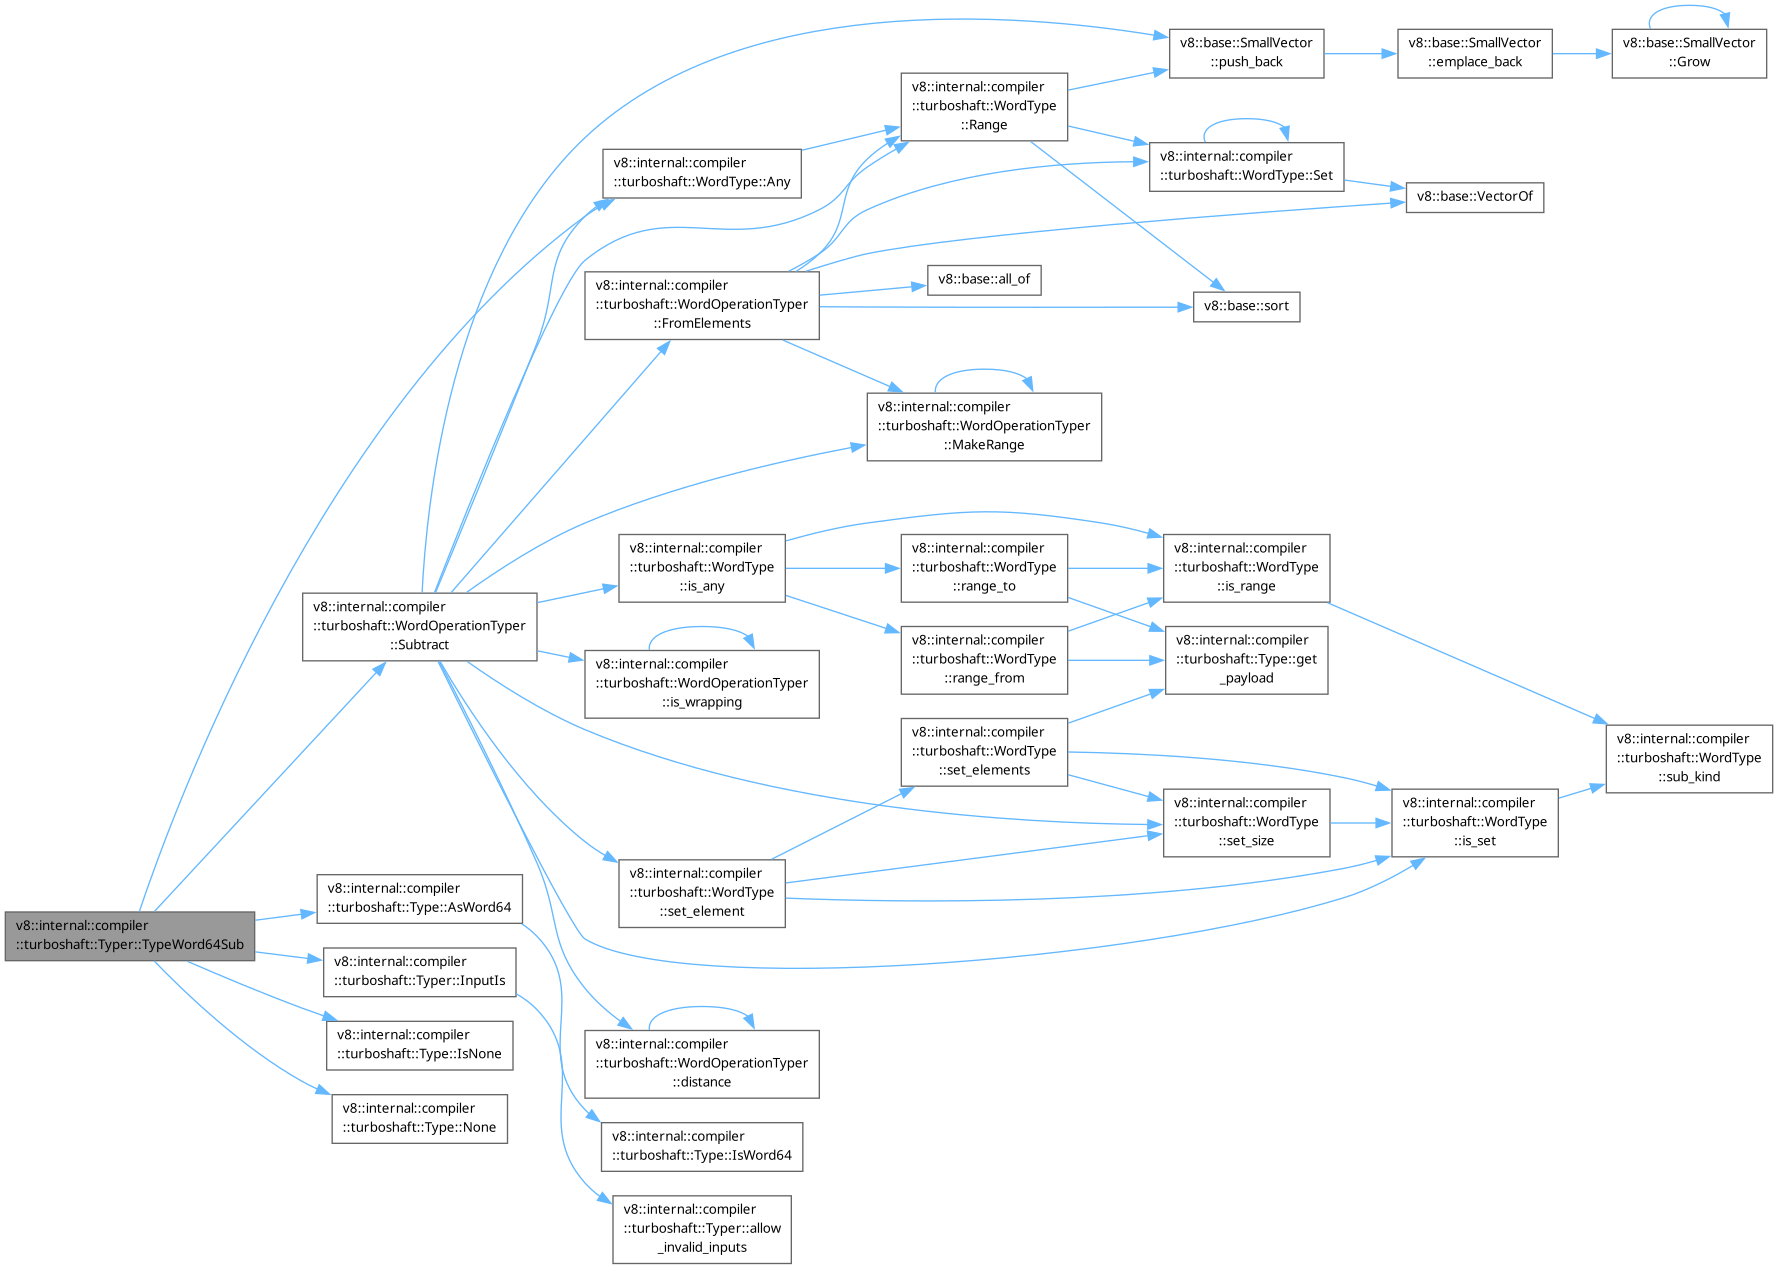 v8::base::SmallVector
::push_back
v8::base::SmallVector
::emplace_back
v8::base::SmallVector
::Grow
v8::internal::compiler
::turboshaft::WordType
::Range
v8::internal::compiler
::turboshaft::WordType::Any
v8::internal::compiler
::turboshaft::WordType::Set
v8::base::VectorOf
v8::internal::compiler
::turboshaft::WordOperationTyper
::FromElements
v8::base::all_of
v8::base::sort
v8::internal::compiler
::turboshaft::WordOperationTyper
::MakeRange
v8::internal::compiler
::turboshaft::WordType
::is_any
v8::internal::compiler
::turboshaft::WordType
::range_to
v8::internal::compiler
::turboshaft::WordType
::is_range
v8::internal::compiler
::turboshaft::WordOperationTyper
::Subtract
v8::internal::compiler
::turboshaft::WordOperationTyper
::is_wrapping
v8::internal::compiler
::turboshaft::WordType
::range_from
v8::internal::compiler
::turboshaft::Type::get
_payload
v8::internal::compiler
::turboshaft::WordType
::set_elements
v8::internal::compiler
::turboshaft::WordType
::sub_kind
v8::internal::compiler
::turboshaft::WordType
::set_size
v8::internal::compiler
::turboshaft::WordType
::is_set
v8::internal::compiler
::turboshaft::WordType
::set_element
v8::internal::compiler
::turboshaft::Type::AsWord64
v8::internal::compiler
::turboshaft::Typer::TypeWord64Sub
v8::internal::compiler
::turboshaft::Typer::InputIs
v8::internal::compiler
::turboshaft::Type::IsNone
v8::internal::compiler
::turboshaft::WordOperationTyper
::distance
v8::internal::compiler
::turboshaft::Type::None
v8::internal::compiler
::turboshaft::Type::IsWord64
v8::internal::compiler
::turboshaft::Typer::allow
_invalid_inputs